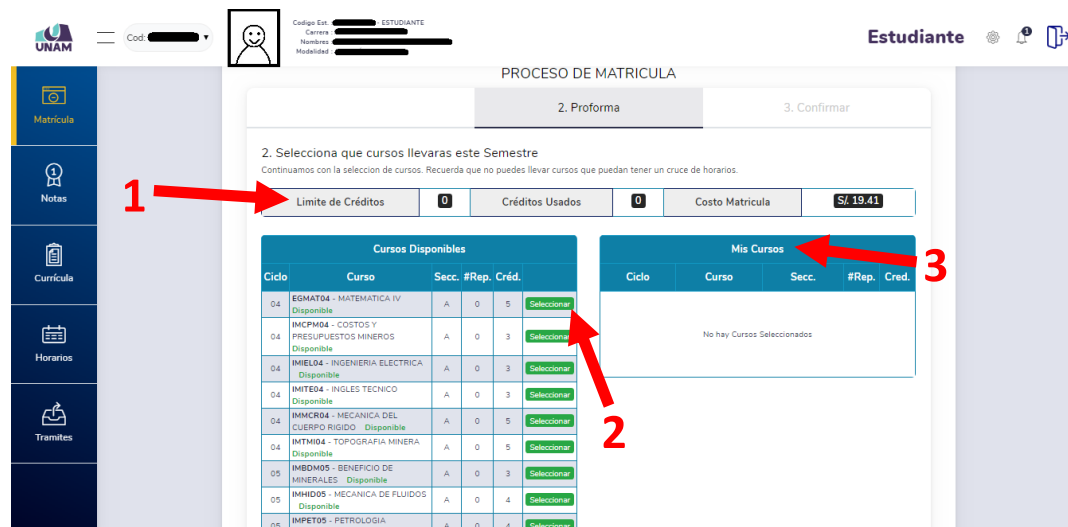 UNAM
Cod:
Codigo Est. - ESTUDIANTE
Carrera :
Nombres :
Modalidad :
Estudiante
Matrícula
Notas
Currícula
Horarios
Tramites
PROCESO DE MATRICULA
2. Proforma
3. Confirmar
2. Selecciona que cursos llevaras este Semestre
Continuamos con la seleccion de cursos. Recuerda que no puedes llevar cursos que puedan tener un cruce de horarios.
1
Limite de Créditos 0 Créditos Usados 0 Costo Matricula S/. 19.41
Cursos Disponibles
Ciclo Curso Secc. #Rep. Créd.
04 EGMAT04 - MATEMATICA IV A 0 5 Seleccionar
Disponible
04 IMCPM04 - COSTOS Y PRESUPUESTOS MINEROS A 0 3 Seleccionar
Disponible
04 IMIEL04 - INGENIERIA ELECTRICA A 0 3 Seleccionar
Disponible
04 IMITE04 - INGLES TECNICO A 0 3 Seleccionar
Disponible
04 IMMCR04 - MECANICA DEL A 0 5 Seleccionar
CUERPO RIGIDO Disponible
04 IMTMI04 - TOPOGRAFIA MINERA A 0 5 Seleccionar
Disponible
05 IMBDM05 - BENEFICIO DE A 0 3 Seleccionar
MINERALES Disponible
05 IMHID05 - MECANICA DE FLUIDOS A 0 4 Seleccionar
Disponible
05 IMPET05 - PETROLOGIA A 0 4 Seleccionar
2
Mis Cursos
3
Ciclo Curso Secc. #Rep. Cred.
No hay Cursos Seleccionados